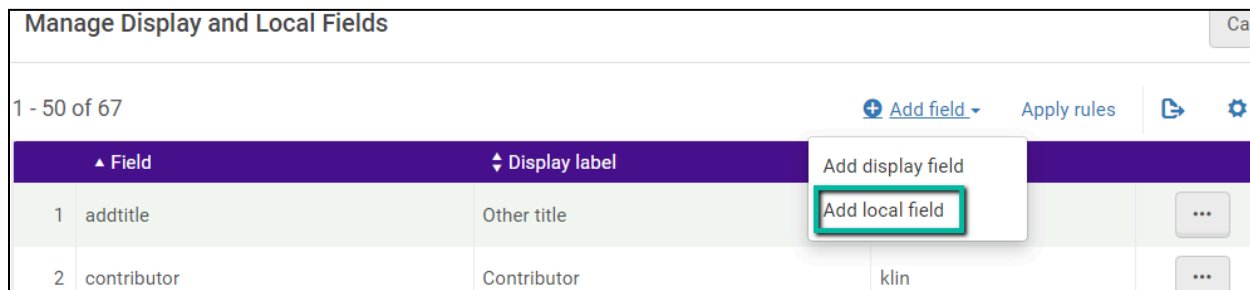 Manage Display and Local Fields
Ca
1 - 50 of 67 Add field Apply rules
Field Display label Add display field
1 addtitle Other title Add local field
2 contributor Contributor klin